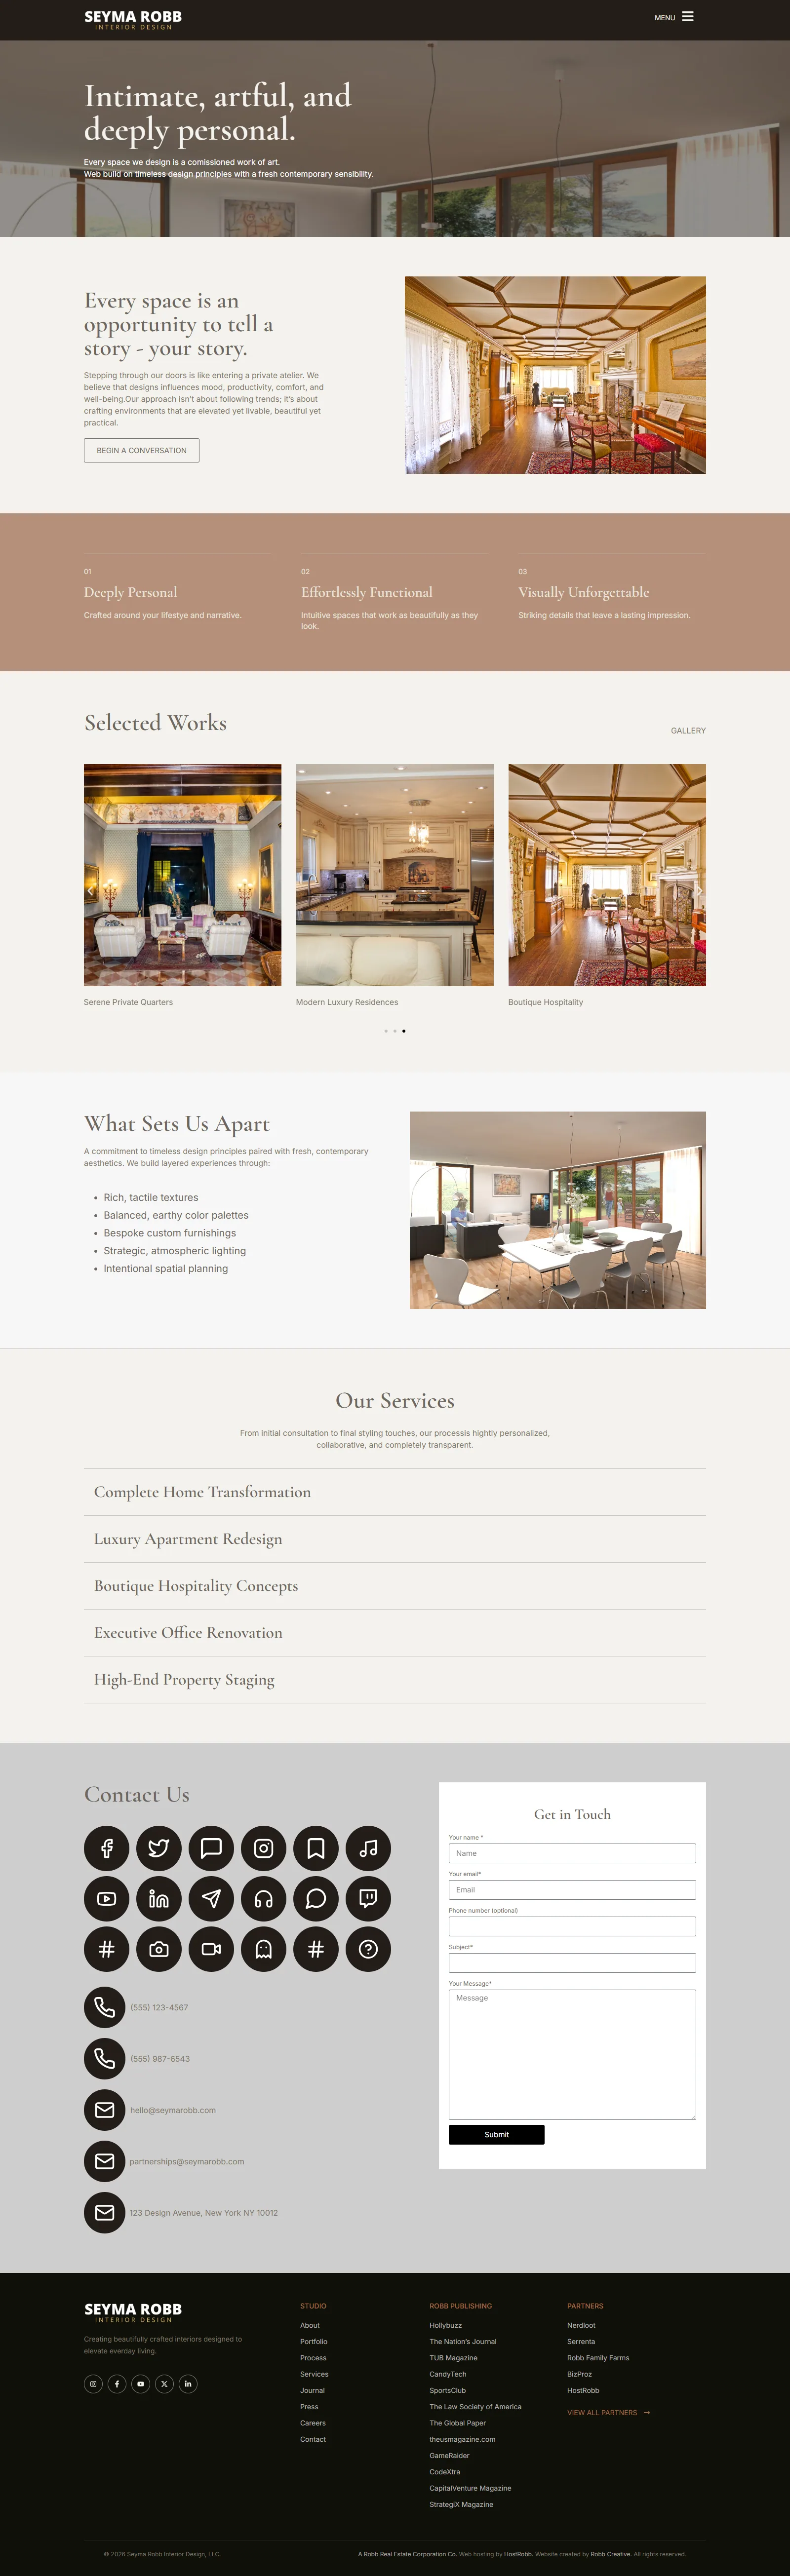 SEYMA ROBB
INTERIOR DESIGN
MENU
Intimate, artful, and
deeply personal.
Every space we design is a comissioned work of art.
Web build on timeless design principles with a fresh contemporary sensibility.
Every space is an
opportunity to tell a
story - your story.
Stepping through our doors is like entering a private atelier. We
believe that designs influences mood, productivity, comfort, and
well-being.Our approach isn't about following trends; it's about
crafting environments that are elevated yet livable, beautiful yet
practical.
BEGIN A CONVERSATION
01
Deeply Personal
Crafted around your lifestye and narrative.
02
Effortlessly Functional
Intuitive spaces that work as beautifully as they
look.
03
Visually Unforgettable
Striking details that leave a lasting impression.
Selected Works
GALLERY
Serene Private Quarters
Modern Luxury Residences
Boutique Hospitality
What Sets Us Apart
A commitment to timeless design principles paired with fresh, contemporary
aesthetics. We build layered experiences through:
• Rich, tactile textures
• Balanced, earthy color palettes
• Bespoke custom furnishings
• Strategic, atmospheric lighting
• Intentional spatial planning
Our Services
From initial consultation to final styling touches, our processis hightly personalized,
collaborative, and completely transparent.
Complete Home Transformation
Luxury Apartment Redesign
Boutique Hospitality Concepts
Executive Office Renovation
High-End Property Staging
Contact Us
(555) 123-4567
(555) 987-6543
hello@seymarobb.com
partnerships@seymarobb.com
123 Design Avenue, New York NY 10012
Get in Touch
Your name *
Name
Your email*
Email
Phone number (optional)
Subject*
Your Message*
Message
Submit
SEYMA ROBB
INTERIOR DESIGN
Creating beautifully crafted interiors designed to
elevate everday living.
STUDIO
About
Portfolio
Process
Services
Journal
Press
Careers
Contact
ROBB PUBLISHING
Hollybuzz
The Nation's Journal
TUB Magazine
CandyTech
SportsClub
The Law Society of America
The Global Paper
theusmagazine.com
GameRaider
CodeXtra
CapitalVenture Magazine
StrategiX Magazine
PARTNERS
Nerdloot
Serrenta
Robb Family Farms
BizProz
HostRobb
VIEW ALL PARTNERS →
© 2026 Seyma Robb Interior Design, LLC.
A Robb Real Estate Corporation Co. Web hosting by HostRobb. Website created by Robb Creative. All rights reserved.